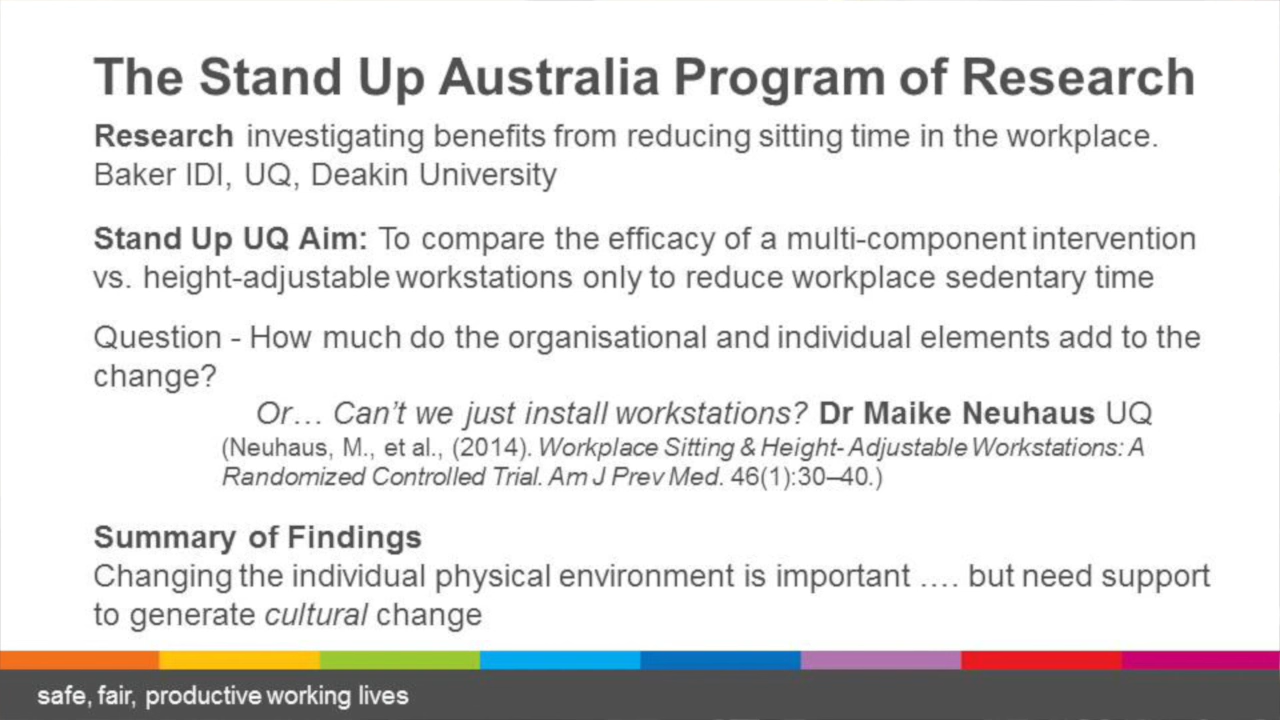 The Stand Up Australia Program of Research
Research investigating benefits from reducing sitting time in the workplace.
Baker IDI, UQ, Deakin University
Stand Up UQ Aim: To compare the efficacy of a multi-component intervention
vs. height-adjustable workstations only to reduce workplace sedentary time
Question - How much do the organisational and individual elements add to the
change?
Or… Can’t we just install workstations? Dr Maike Neuhaus UQ
(Neuhaus, M., et al., (2014). Workplace Sitting & Height- Adjustable Workstations: A
Randomized Controlled Trial. Am J Prev Med. 46(1):30–40.)
Summary of Findings
Changing the individual physical environment is important …. but need support
to generate cultural change
safe, fair, productive working lives